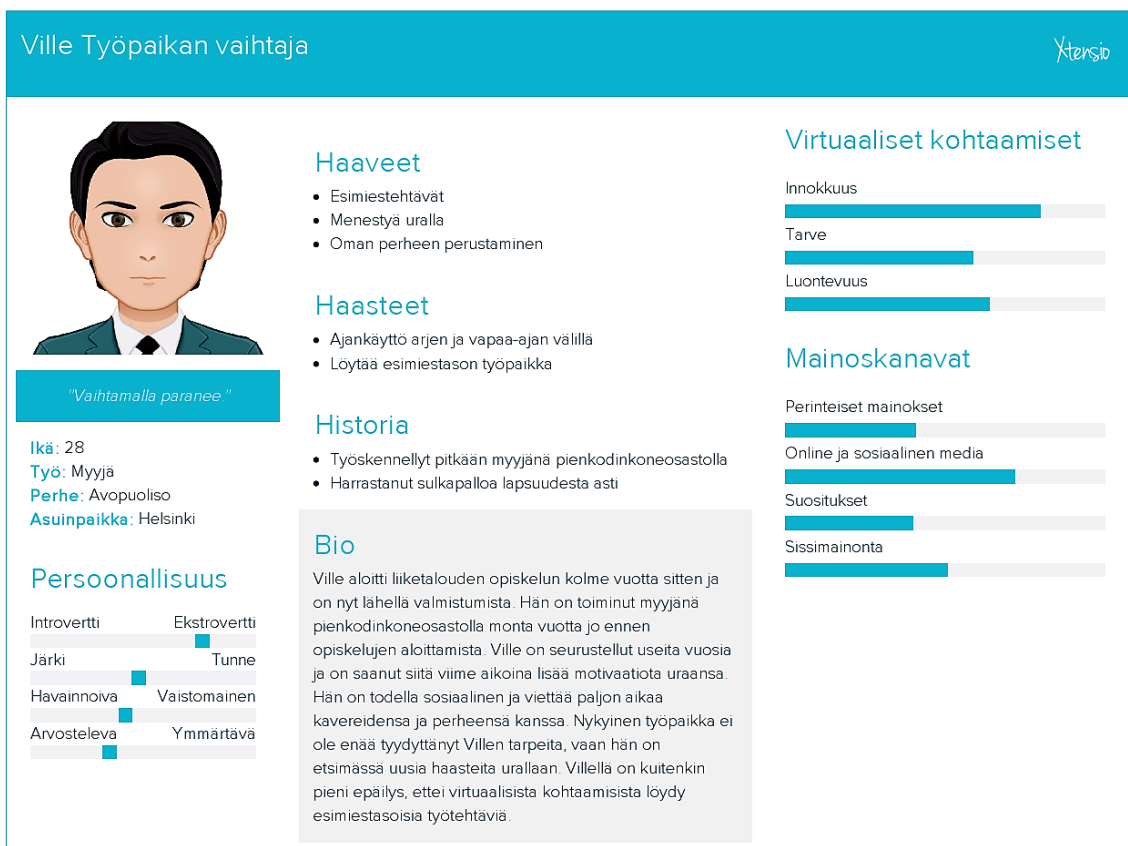 Ville Työpaikan vaihtaja
Xtensio
"Vaihtamalla paranee."
Ikä: 28
Työ: Myyjä
Perhe: Avopuoliso
Asuinpaikka: Helsinki
Persoonallisuus
Introvertti Ekstrovertti
Järki Tunne
Havainnoiva Vaistomainen
Arvosteleva Ymmärtävä
Haaveet
• Esimiestehtävät
• Menestyä uralla
• Oman perheen perustaminen
Haasteet
• Ajankäyttö arjen ja vapaa-ajan välillä
• Löytää esimiestason työpaikka
Historia
• Työskennellyt pitkään myyjänä pienkodinkoneosastolla
• Harrastanut sulkapalloa lapsuudesta asti
Bio
Ville aloitti liiketalouden opiskelun kolme vuotta sitten ja
on nyt lähellä valmistumista. Hän on toiminut myyjänä
pienkodinkoneosastolla monta vuotta jo ennen
opiskelujen aloittamista. Ville on seurustellut useita vuosia
ja on saanut siitä viime aikoina lisää motivaatiota uraansa.
Hän on todella sosiaalinen ja viettää paljon aikaa
kavereidensa ja perheensä kanssa. Nykyinen työpaikka ei
ole enää tyydyttänyt Villen tarpeita, vaan hän on
etsimässä uusia haasteita urallaan. Villellä on kuitenkin
pieni epäilys, ettei virtuaalisista kohtaamisista löydy
esimiestasoisia työtehtäviä.
Virtuaaliset kohtaamiset
Innokkuus
Tarve
Luontevuus
Mainoskanavat
Perinteiset mainokset
Online ja sosiaalinen media
Suositukset
Sissimainonta